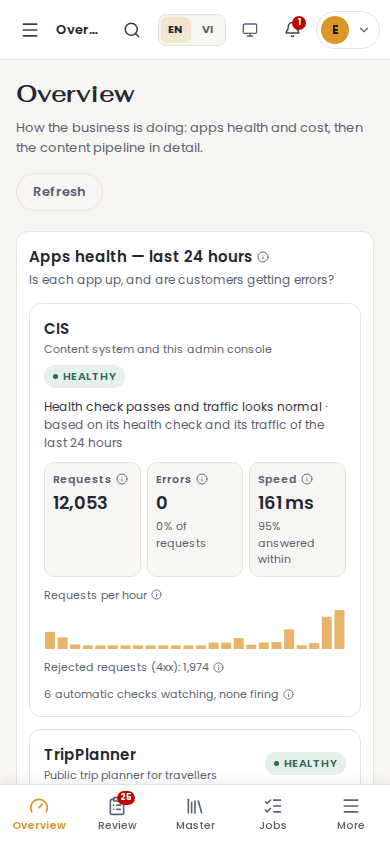 Over...
EN
VI
1
E
Overview
How the business is doing: apps health and cost, then
the content pipeline in detail.
Refresh
Apps health — last 24 hours
Is each app up, and are customers getting errors?
CIS
Content system and this admin console
HEALTHY
Health check passes and traffic looks normal ·
based on its health check and its traffic of the
last 24 hours
Requests
12,053
Errors
0
0% of
requests
Speed
161 ms
95%
answered
within
Requests per hour
Rejected requests (4xx): 1,974
6 automatic checks watching, none firing
TripPlanner
Public trip planner for travellers
HEALTHY
Overview
26
Review
Master
Jobs
More